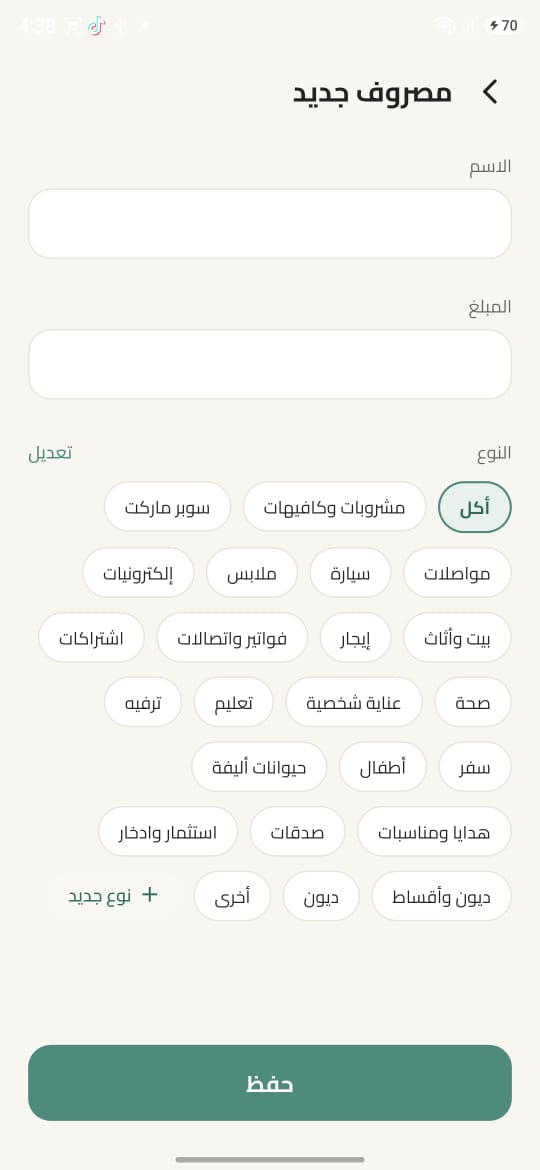 4:38
70
مصروف جديد
الاسم
المبلغ
النوع تعديل
أكل مشروبات وكافيهات سوبر ماركت
مواصلات سيارة ملابس إلكترونيات
بيت وأثاث إيجار فواتير واتصالات اشتراكات
صحة عناية شخصية تعليم ترفيه
سفر أطفال حيوانات أليفة
هدايا ومناسبات صدقات استثمار وادخار
ديون وأقساط ديون أخرى + نوع جديد
حفظ